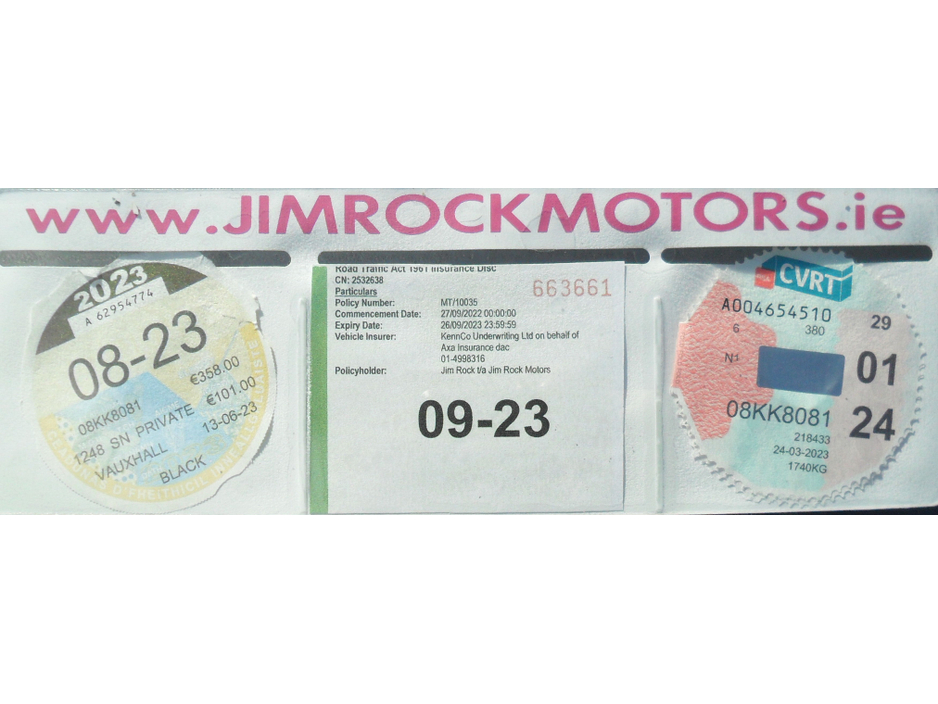 www.JIMROCKMOTORS.ie
2023
A 62954774
08-23
€358.00
08KK8081 €101.00
1248 SN PRIVATE 13-06-23
VAUXHALL
BLACK
Road Traffic Act 1961 Insurance Disc
CN: 2532638
663661
Particulars
Policy Number: MT/10035
Commencement Date: 27/09/2022 00:00:00
Expiry Date: 26/09/2023 23:59:59
Vehicle Insurer: KennCo Underwriting Ltd on behalf of
Axa Insurance dac
01-4998316
Policyholder: Jim Rock t/a Jim Rock Motors
09-23
CVRT
A004654510
6 380 29
N1 01
08KK8081 24
218433
24-03-2023
1740KG